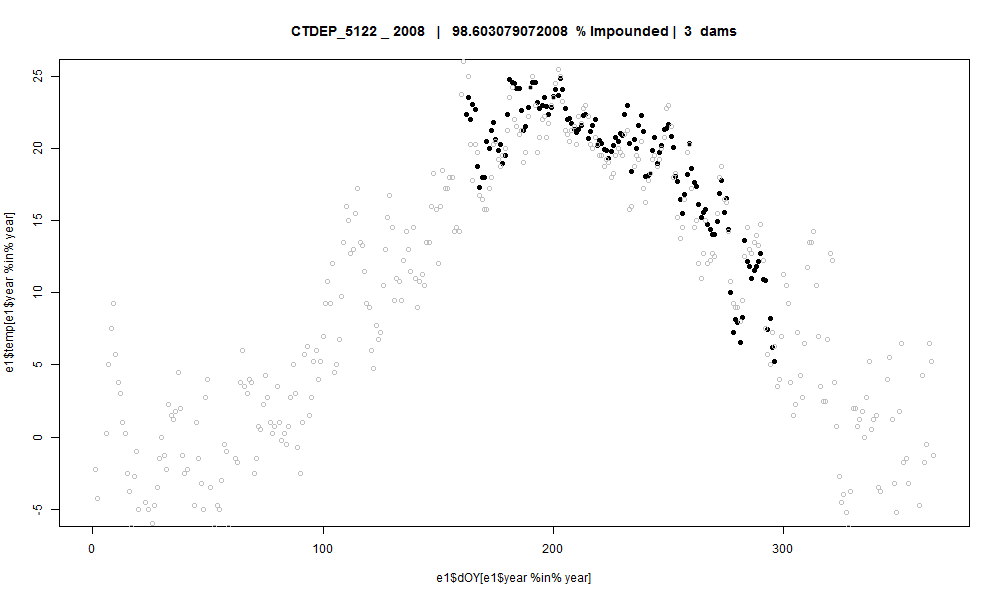 CTDEP_5122 _ 2008 | 98.603079072008 % Impounded | 3 dams
25
20
15
10
5
0
-5
e1$temp[e1$year %in% year]
0 100 200 300
e1$dOY[e1$year %in% year]